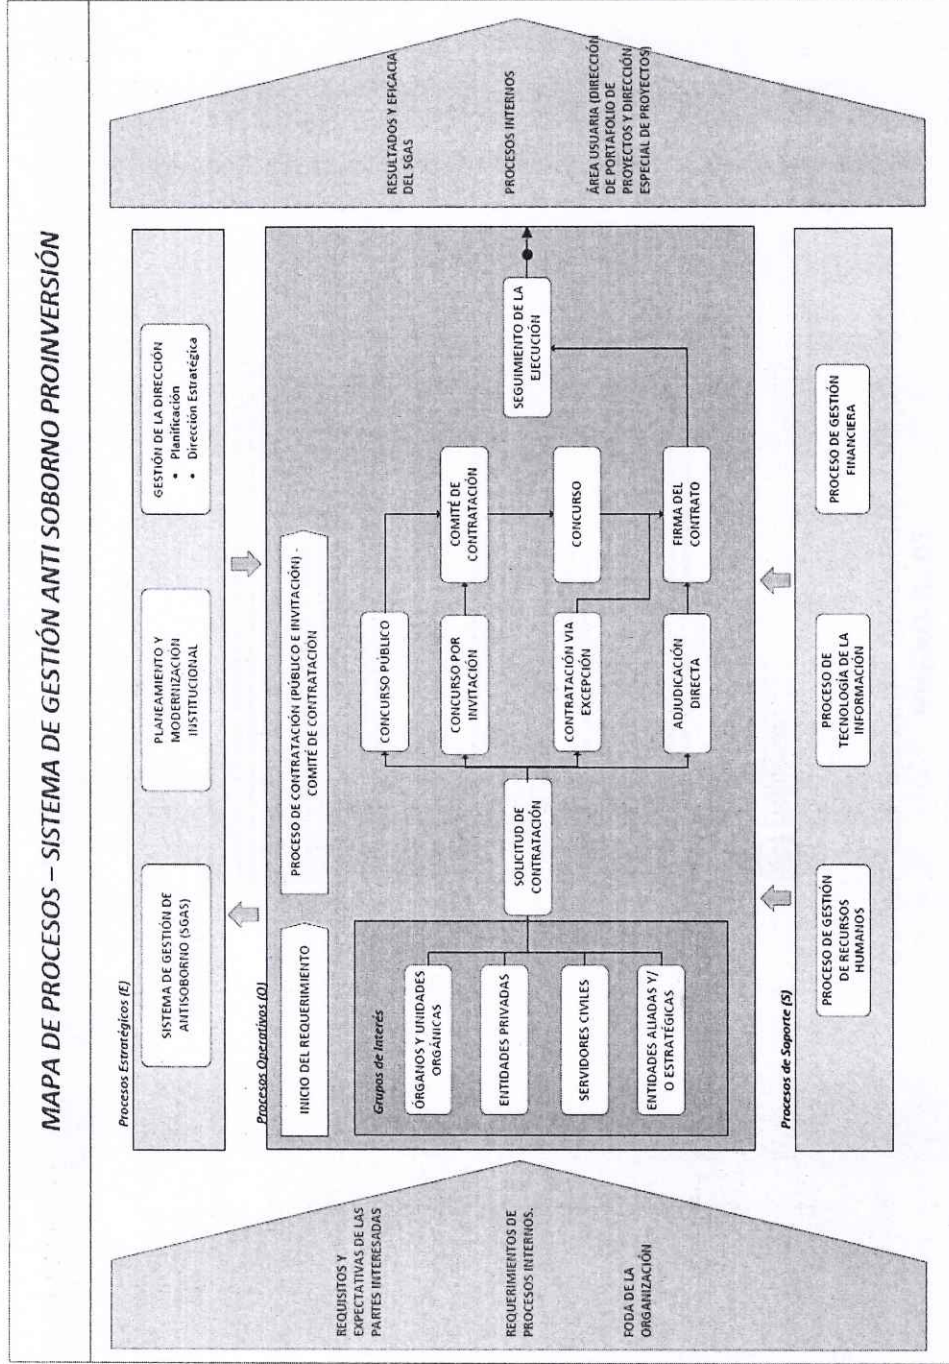 MAPA DE PROCESOS – SISTEMA DE GESTIÓN ANTI SOBORNO PROINVERSIÓN
REQUISITOS Y
EXPECTATIVAS DE LAS
PARTES INTERESADAS
REQUERIMIENTOS DE
PROCESOS INTERNOS.
FODA DE LA
ORGANIZACIÓN
Procesos Estratégicos (E)
SISTEMA DE GESTIÓN DE
ANTISOBORNO (SGAS)
PLANEAMIENTO Y
MODERNIZACIÓN
INSTITUCIONAL
GESTIÓN DE LA DIRECCIÓN
• Planificación
• Dirección Estratégica
Procesos Operativos (O)
INICIO DEL REQUERIMIENTO
PROCESO DE CONTRATACIÓN (PÚBLICO E INVITACIÓN) -
COMITÉ DE CONTRATACIÓN
Grupos de Interés
ÓRGANOS Y UNIDADES
ORGÁNICAS
ENTIDADES PRIVADAS
SERVIDORES CIVILES
ENTIDADES ALIADAS Y/
O ESTRATÉGICAS
SOLICITUD DE
CONTRATACIÓN
CONCURSO PÚBLICO
CONCURSO POR
INVITACIÓN
CONTRATACIÓN VIA
EXCEPCIÓN
ADJUDICACIÓN
DIRECTA
COMITÉ DE
CONTRATACIÓN
CONCURSO
FIRMA DEL
CONTRATO
SEGUIMIENTO DE LA
EJECUCIÓN
Procesos de Soporte (S)
PROCESO DE GESTIÓN
DE RECURSOS
HUMANOS
PROCESO DE
TECNOLOGÍA DE LA
INFORMACIÓN
PROCESO DE GESTIÓN
FINANCIERA
RESULTADOS Y EFICACIA
DEL SGAS
PROCESOS INTERNOS
ÁREA USUARIA (DIRECCIÓN
DE PORTAFOLIO DE
PROYECTOS Y DIRECCIÓN
ESPECIAL DE PROYECTOS)